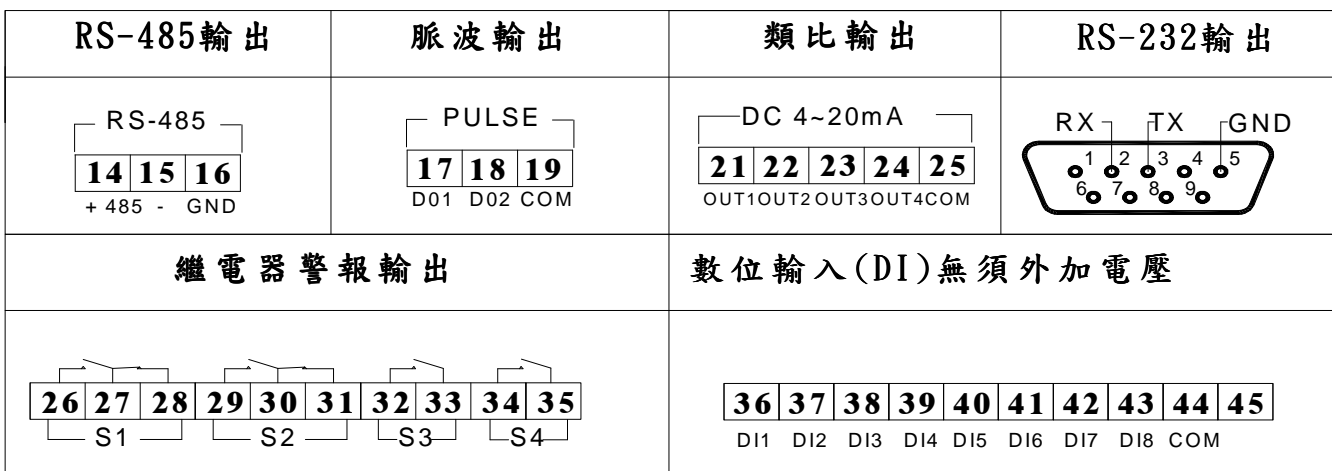 RS-485輸出 脈波輸出 類比輸出 RS-232輸出
RS-485
14 15 16
+ 485 - GND
PULSE
17 18 19
D01 D02 COM
DC 4~20mA
21 22 23 24 25
OUT1 OUT2 OUT3 OUT4 COM
RX TX GND
1 2 3 4 5
6 7 8 9
繼電器警報輸出 數位輸入(DI)無須外加電壓
26 27 28 29 30 31 32 33 34 35
S1 S2 S3 S4
36 37 38 39 40 41 42 43 44 45
DI1 DI2 DI3 DI4 DI5 DI6 DI7 DI8 COM